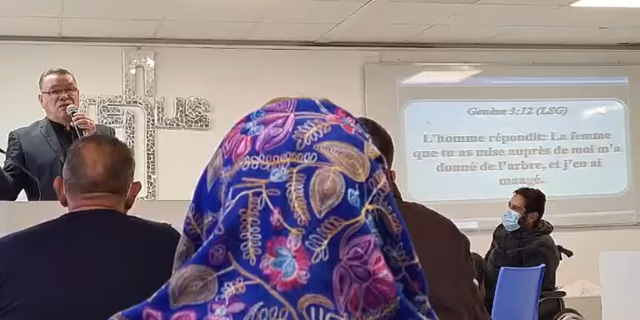 Genèse 3:12 (LSG)
L'homme répondit: La femme
que tu as mise auprès de moi m'a
donné de l'arbre, et j'en ai
mangé.